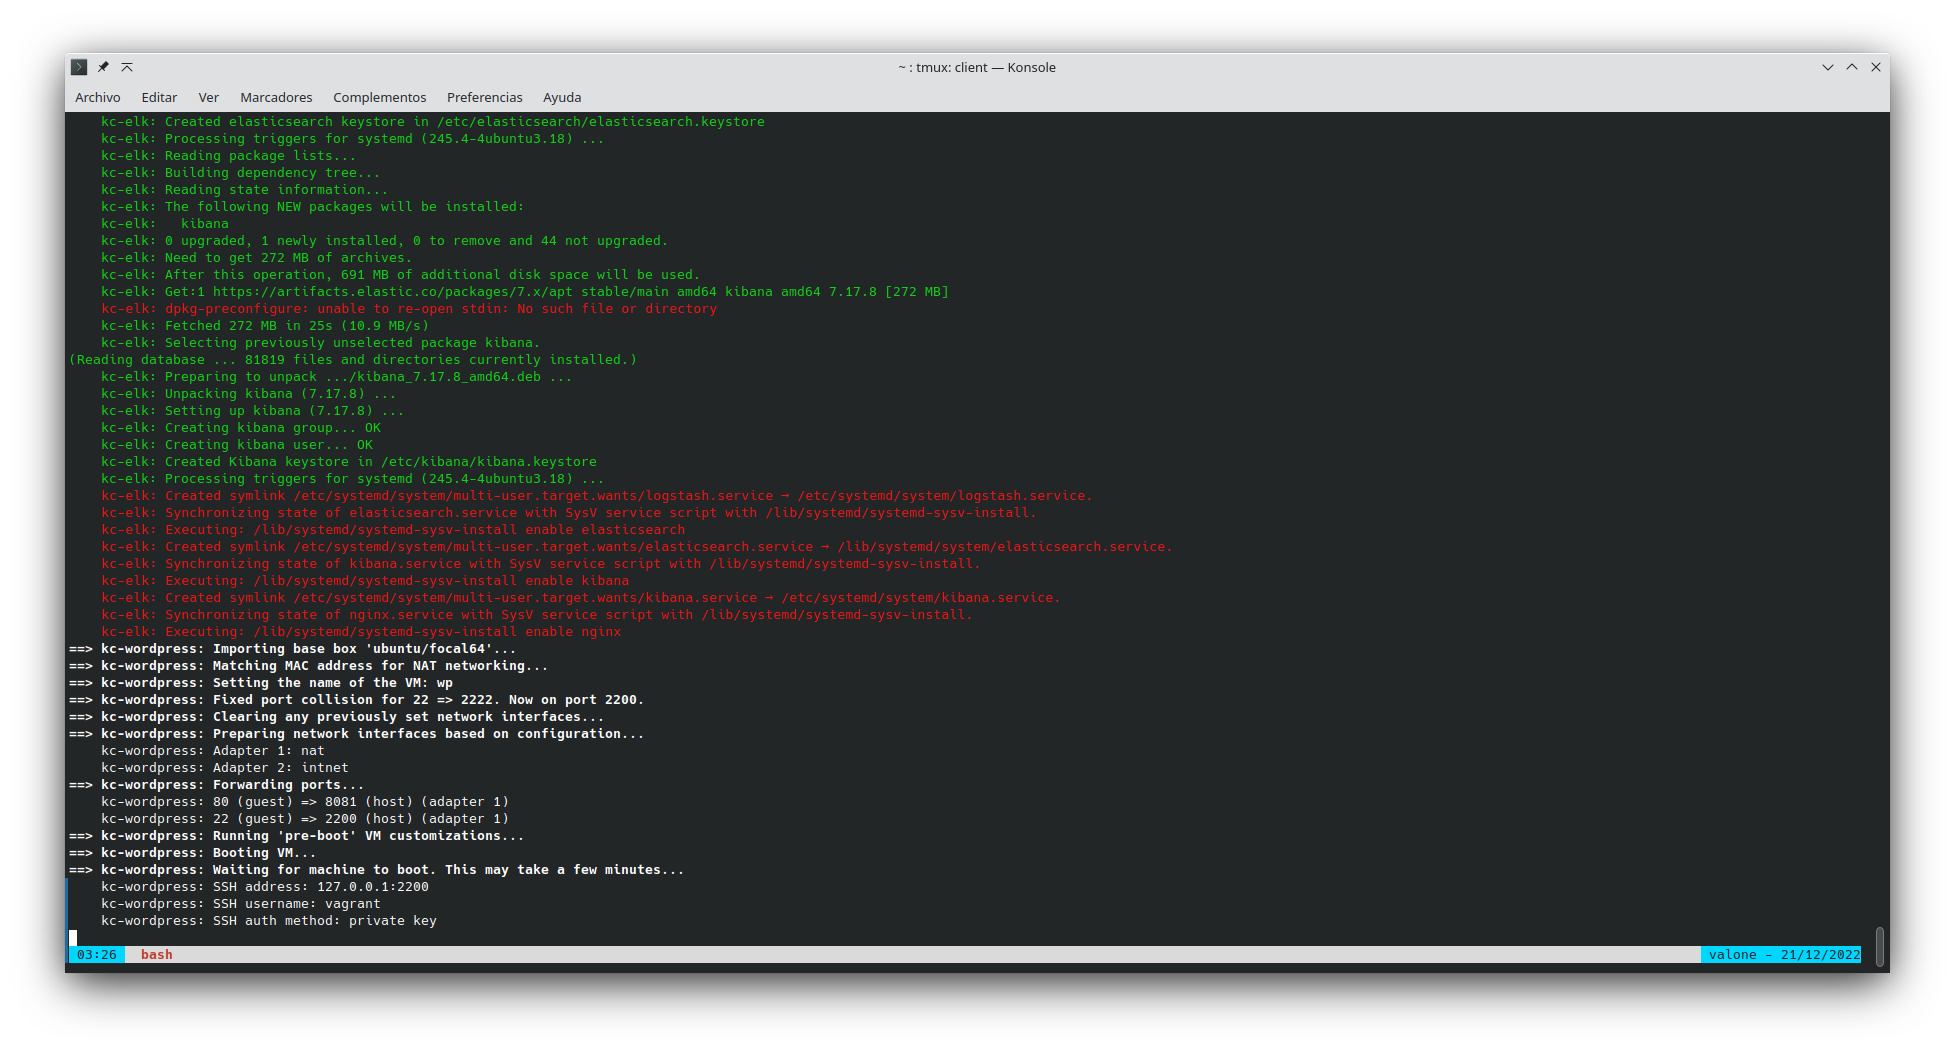 ~ : tmux: client — Konsole
Archivo Editar Ver Marcadores Complementos Preferencias Ayuda
kc-elk: Created elasticsearch keystore in /etc/elasticsearch/elasticsearch.keystore
kc-elk: Processing triggers for systemd (245.4-4ubuntu3.18) ...
kc-elk: Reading package lists...
kc-elk: Building dependency tree...
kc-elk: Reading state information...
kc-elk: The following NEW packages will be installed:
kc-elk:   kibana
kc-elk: 0 upgraded, 1 newly installed, 0 to remove and 44 not upgraded.
kc-elk: Need to get 272 MB of archives.
kc-elk: After this operation, 691 MB of additional disk space will be used.
kc-elk: Get:1 https://artifacts.elastic.co/packages/7.x/apt stable/main amd64 kibana amd64 7.17.8 [272 MB]
kc-elk: dpkg-preconfigure: unable to re-open stdin: No such file or directory
kc-elk: Fetched 272 MB in 25s (10.9 MB/s)
kc-elk: Selecting previously unselected package kibana.
(Reading database ... 81819 files and directories currently installed.)
kc-elk: Preparing to unpack .../kibana_7.17.8_amd64.deb ...
kc-elk: Unpacking kibana (7.17.8) ...
kc-elk: Setting up kibana (7.17.8) ...
kc-elk: Creating kibana group... OK
kc-elk: Creating kibana user... OK
kc-elk: Created Kibana keystore in /etc/kibana/kibana.keystore
kc-elk: Processing triggers for systemd (245.4-4ubuntu3.18) ...
kc-elk: Created symlink /etc/systemd/system/multi-user.target.wants/logstash.service → /etc/systemd/system/logstash.service.
kc-elk: Synchronizing state of elasticsearch.service with SysV service script with /lib/systemd/systemd-sysv-install.
kc-elk: Executing: /lib/systemd/systemd-sysv-install enable elasticsearch
kc-elk: Created symlink /etc/systemd/system/multi-user.target.wants/elasticsearch.service → /lib/systemd/system/elasticsearch.service.
kc-elk: Synchronizing state of kibana.service with SysV service script with /lib/systemd/systemd-sysv-install.
kc-elk: Executing: /lib/systemd/systemd-sysv-install enable kibana
kc-elk: Created symlink /etc/systemd/system/multi-user.target.wants/kibana.service → /etc/systemd/system/kibana.service.
kc-elk: Synchronizing state of nginx.service with SysV service script with /lib/systemd/systemd-sysv-install.
kc-elk: Executing: /lib/systemd/systemd-sysv-install enable nginx
==> kc-wordpress: Importing base box 'ubuntu/focal64'...
==> kc-wordpress: Matching MAC address for NAT networking...
==> kc-wordpress: Setting the name of the VM: wp
==> kc-wordpress: Fixed port collision for 22 => 2222. Now on port 2200.
==> kc-wordpress: Clearing any previously set network interfaces...
==> kc-wordpress: Preparing network interfaces based on configuration...
kc-wordpress: Adapter 1: nat
kc-wordpress: Adapter 2: intnet
==> kc-wordpress: Forwarding ports...
kc-wordpress: 80 (guest) => 8081 (host) (adapter 1)
kc-wordpress: 22 (guest) => 2200 (host) (adapter 1)
==> kc-wordpress: Running 'pre-boot' VM customizations...
==> kc-wordpress: Booting VM...
==> kc-wordpress: Waiting for machine to boot. This may take a few minutes...
kc-wordpress: SSH address: 127.0.0.1:2200
kc-wordpress: SSH username: vagrant
kc-wordpress: SSH auth method: private key
03:26 bash valone - 21/12/2022